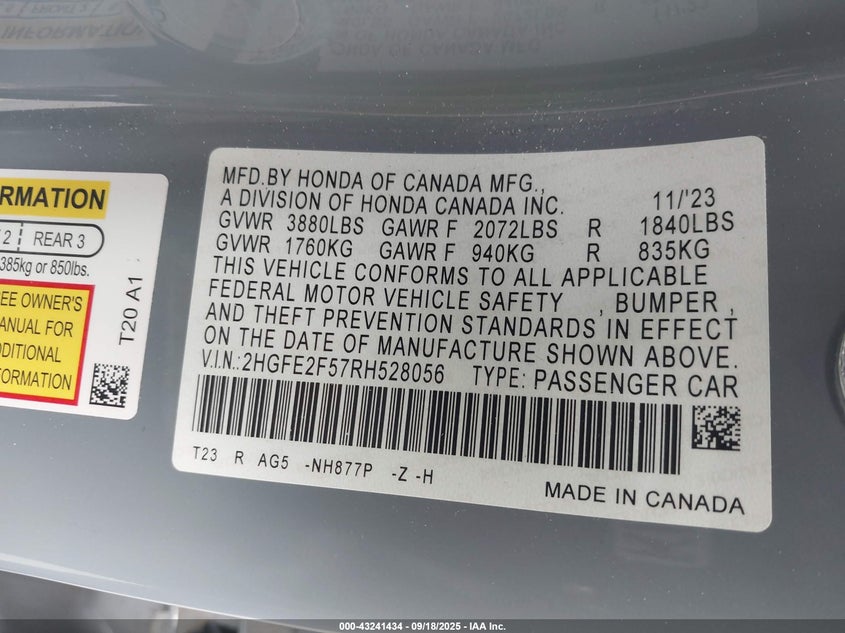 MFD.BY HONDA OF CANADA MFG.,
A DIVISION OF HONDA CANADA INC. 11/'23
GVWR 3880LBS GAWR F 2072LBS R 1840LBS
GVWR 1760KG GAWR F 940KG R 835KG
THIS VEHICLE CONFORMS TO ALL APPLICABLE
FEDERAL MOTOR VEHICLE SAFETY , BUMPER ,
AND THEFT PREVENTION STANDARDS IN EFFECT
ON THE DATE OF MANUFACTURE SHOWN ABOVE.
V.I.N.:2HGFE2F57RH528056 TYPE: PASSENGER CAR
T23 R AG5 -NH877P -Z -H
MADE IN CANADA
RMATION
2 REAR 3
385kg or 850lbs.
EE OWNER'S
ANUAL FOR
DDITIONAL
FORMATION
T20 A1
000-43241434 - 09/18/2025 - IAA Inc.